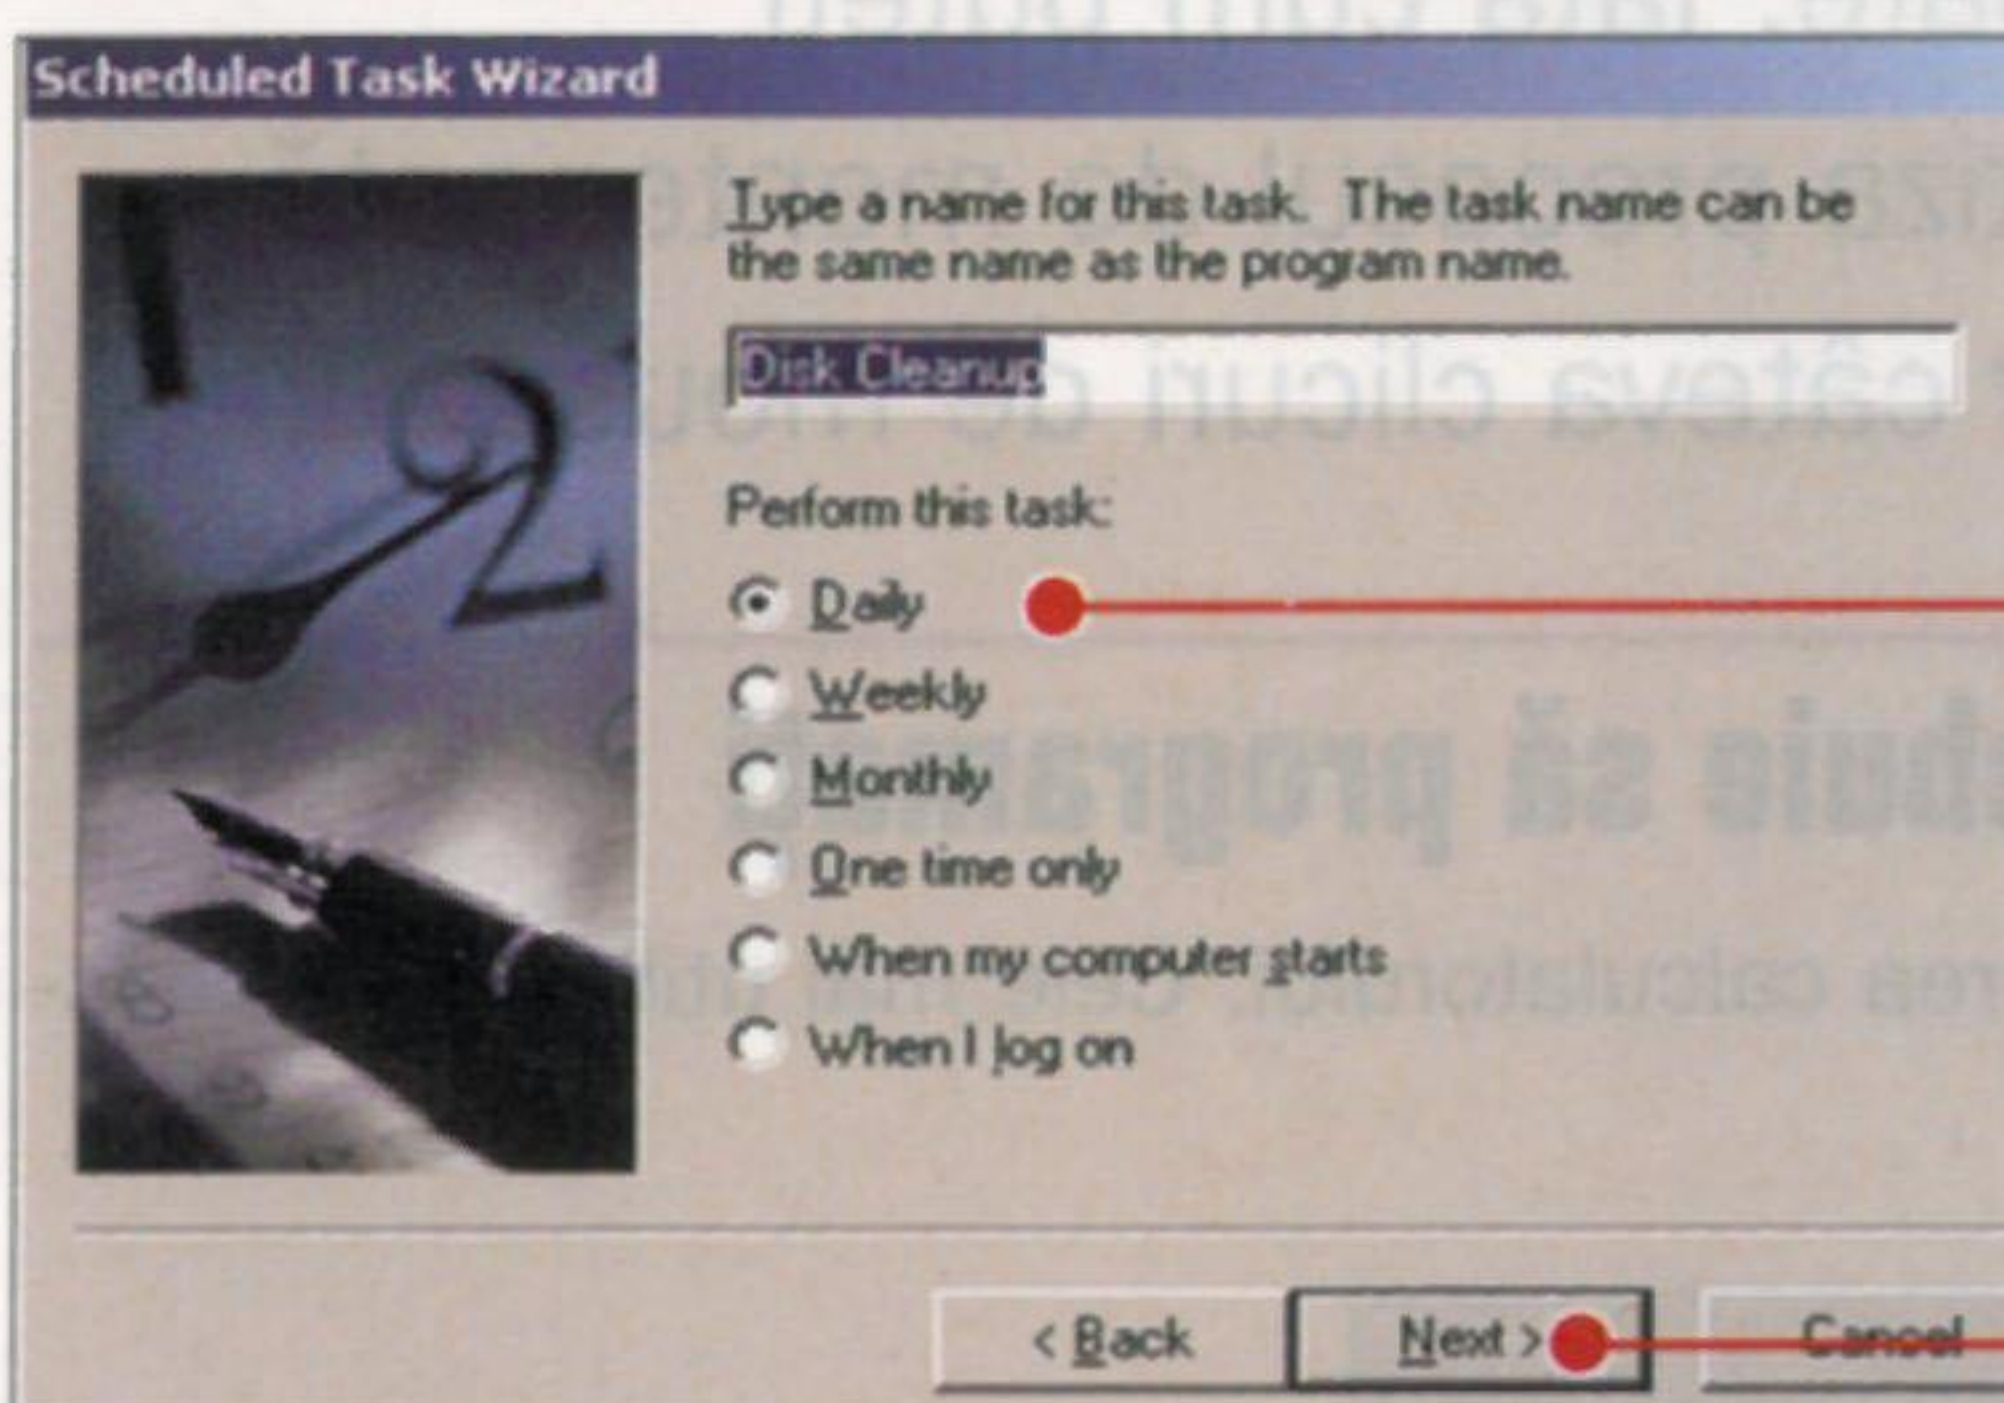 Scheduled Task Wizard
Type a name for this task. The task name can be
the same name as the program name.
Disk Cleanup
Perform this task:
Daily
Weekly
Monthly
One time only
When my computer starts
When I log on
< Back
Next >
Cancel